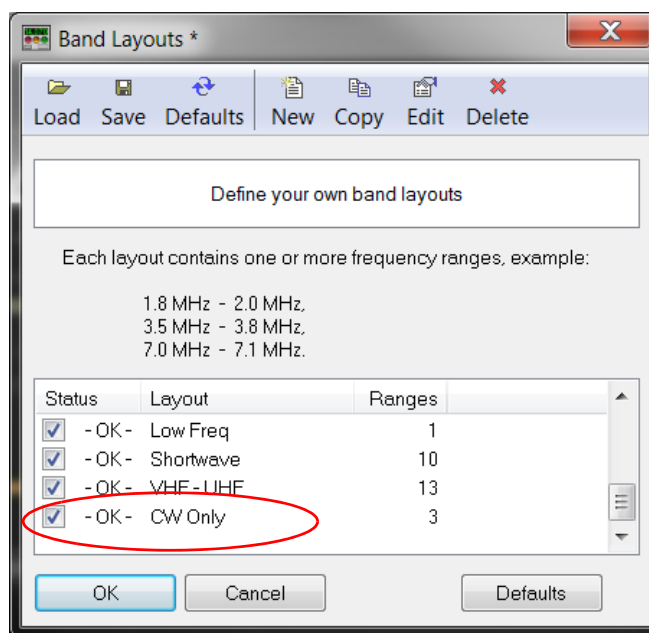 Band Layouts *
Load Save Defaults New Copy Edit Delete
Define your own band layouts
Each layout contains one or more frequency ranges, example:
1.8 MHz - 2.0 MHz,
3.5 MHz - 3.8 MHz,
7.0 MHz - 7.1 MHz.
Status Layout Ranges
- OK - Low Freq 1
- OK - Shortwave 10
- OK - VHF - UHF 13
- OK - CW Only 3
OK Cancel Defaults